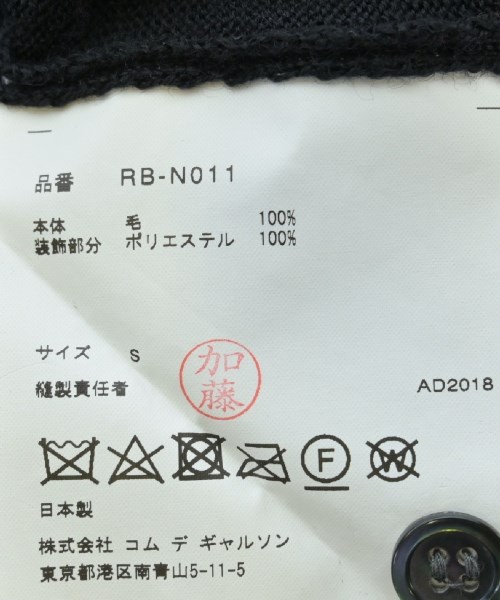 品番 RB-N011
本体 毛 100%
装飾部分 ポリエステル 100%
サイズ S
加藤
縫製責任者 AD2018
F W
日本製
株式会社 コム デ ギャルソン
東京都港区南青山5-11-5